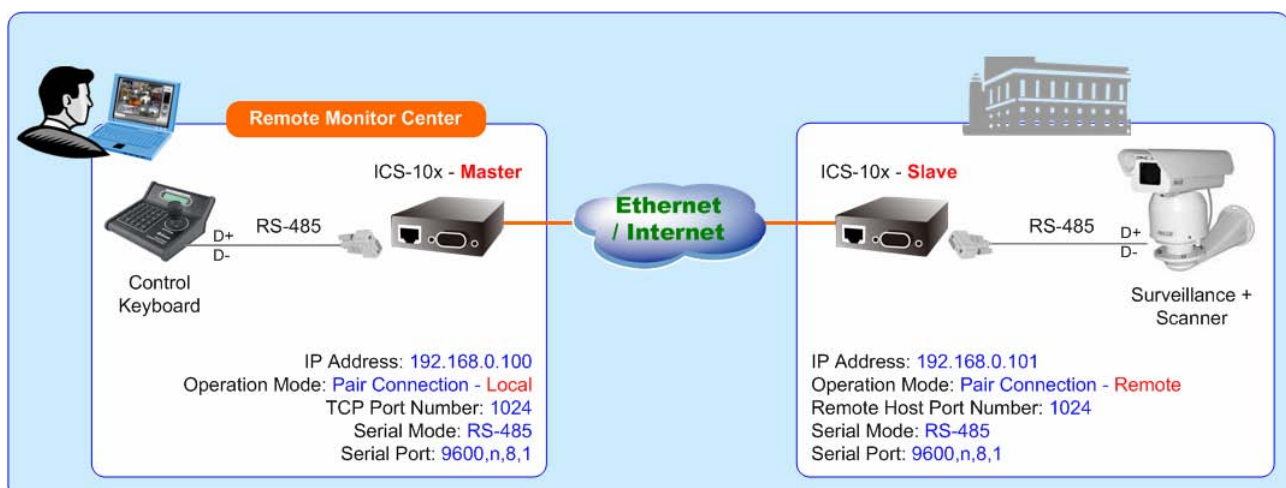 Remote Monitor Center
ICS-10x - Master
RS-485
D+
D-
Control
Keyboard
IP Address: 192.168.0.100
Operation Mode: Pair Connection - Local
TCP Port Number: 1024
Serial Mode: RS-485
Serial Port: 9600,n,8,1
Ethernet
/ Internet
ICS-10x - Slave
RS-485
D+
D-
Surveillance +
Scanner
IP Address: 192.168.0.101
Operation Mode: Pair Connection - Remote
Remote Host Port Number: 1024
Serial Mode: RS-485
Serial Port: 9600,n,8,1